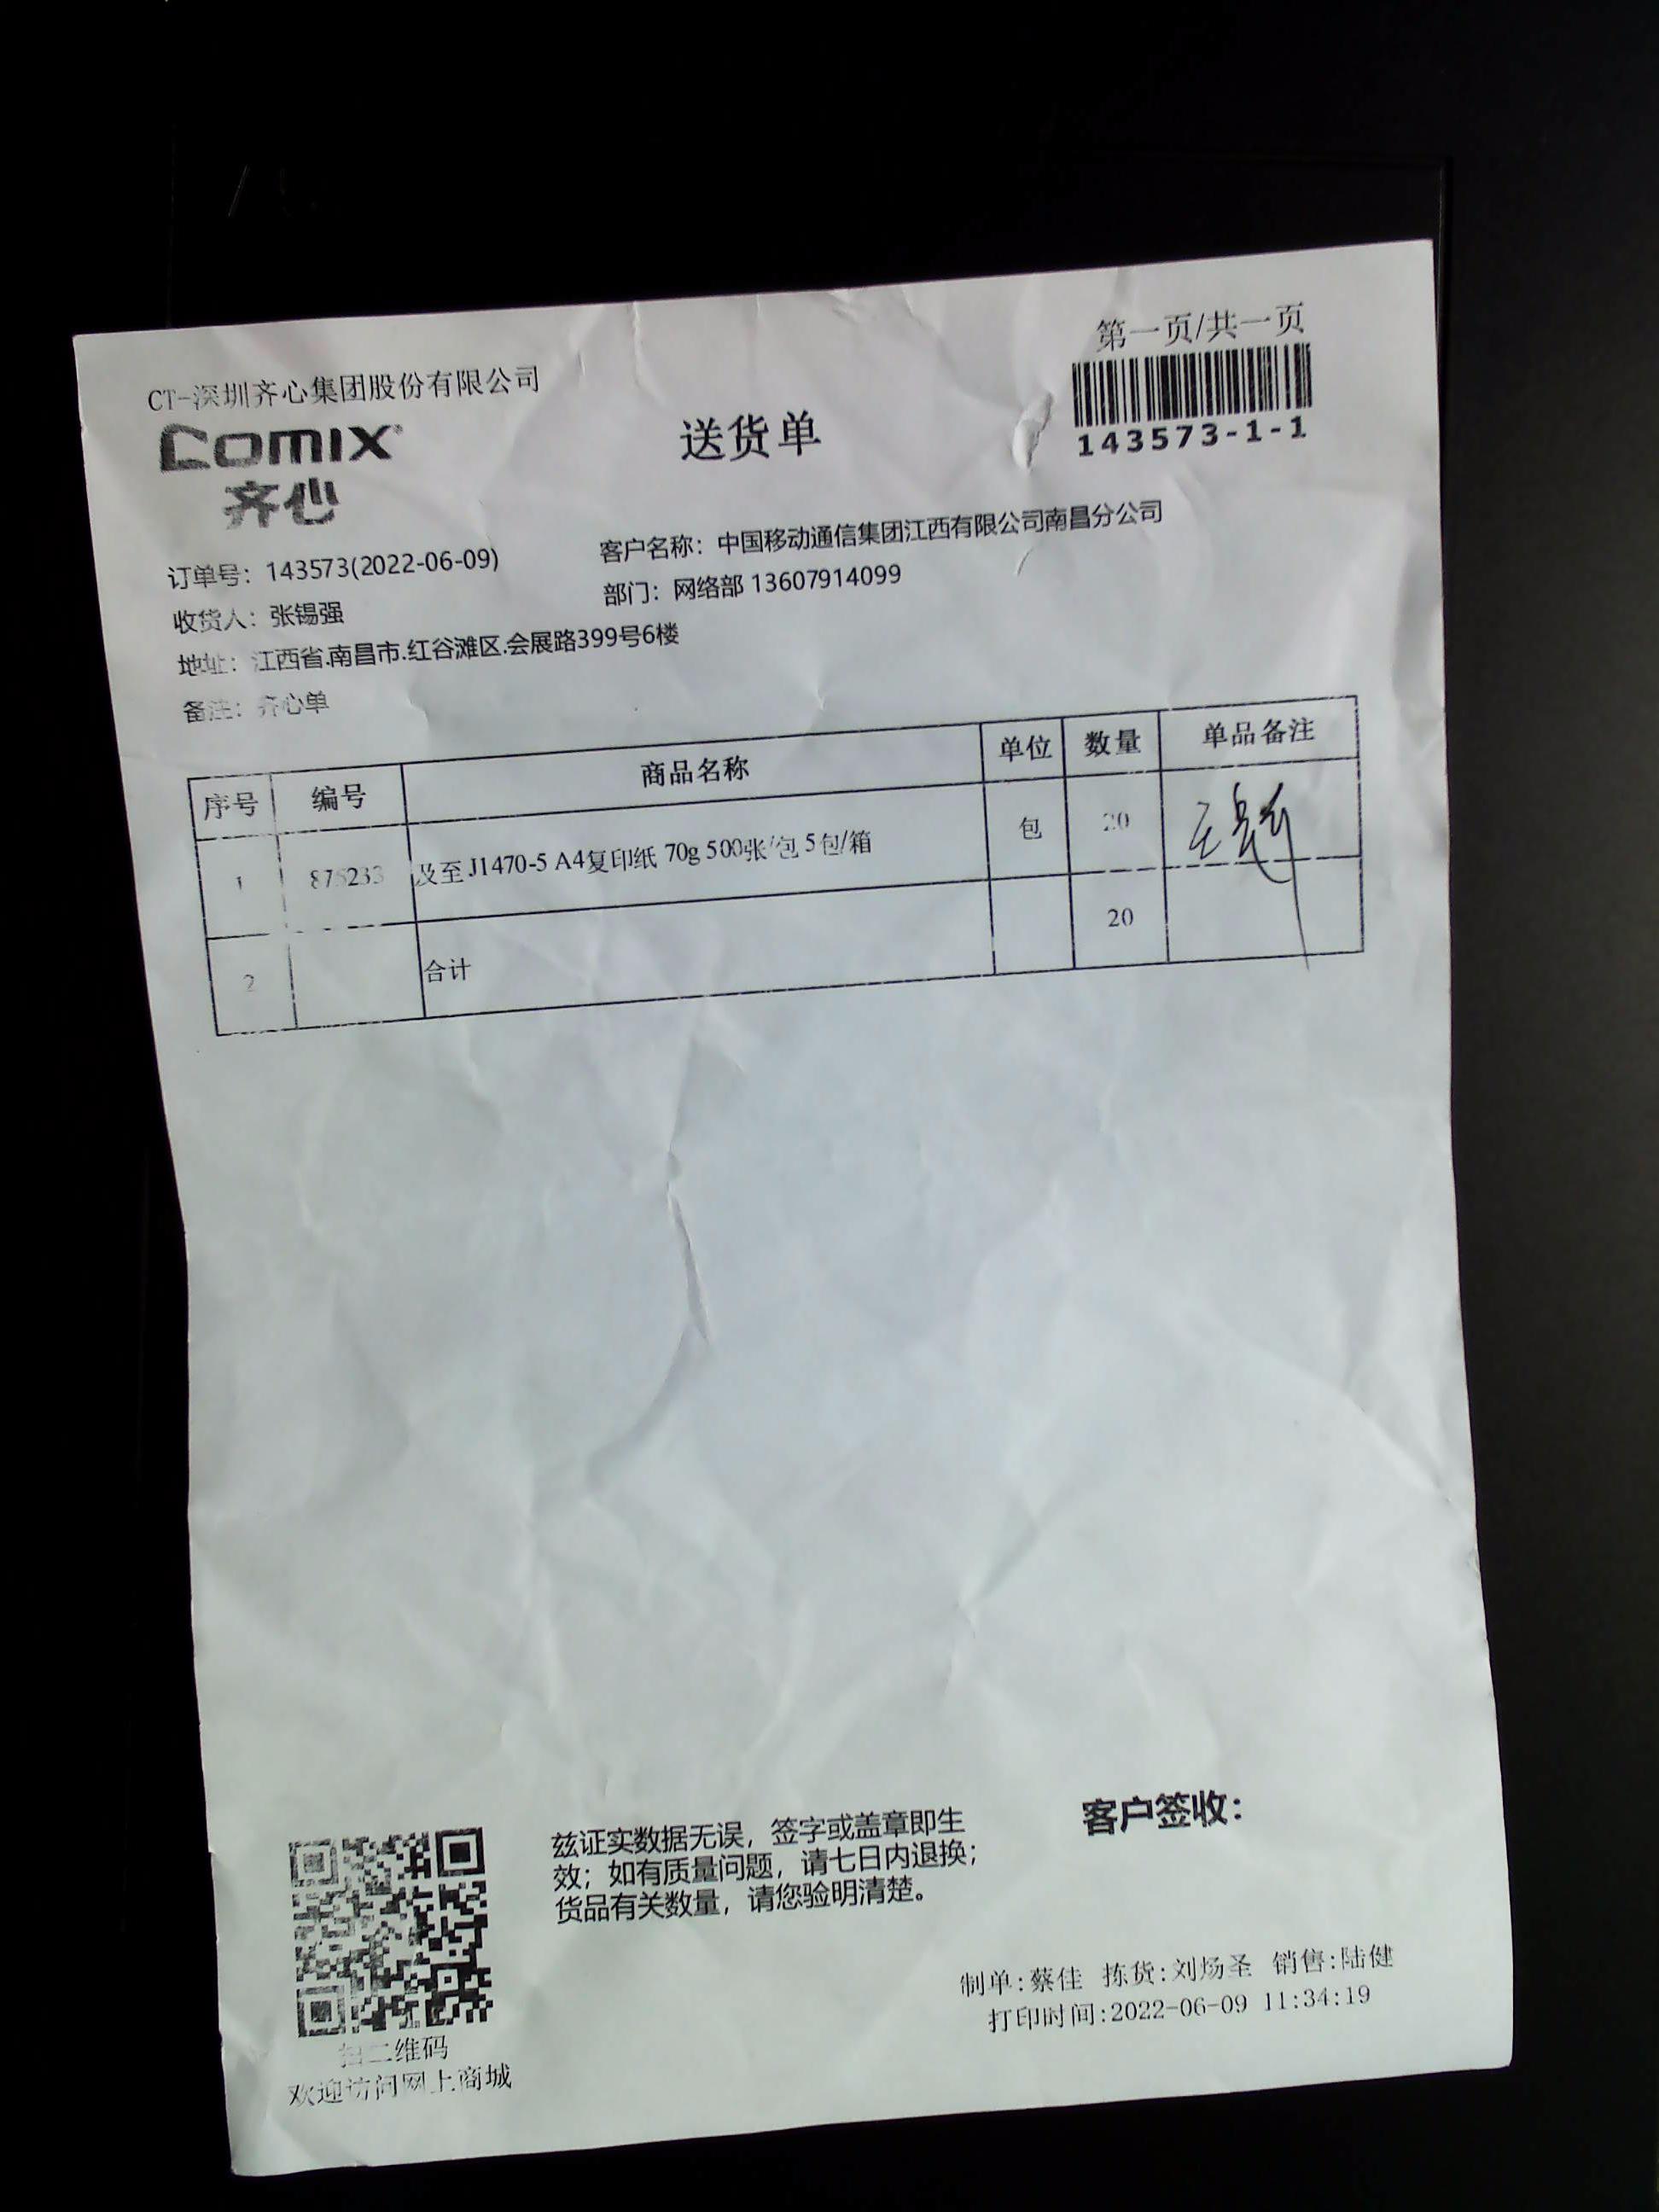 第一页/共一页
CT-深圳齐心集团股份有限公司
COMIX
齐心
送货单
143573-1-1
订单号：143573(2022-06-09)
客户名称：中国移动通信集团江西有限公司南昌分公司
收货人：张锡强
部门：网络部 13607914099
地址：江西省.南昌市.红谷滩区.会展路399号6楼
备注：齐心单
序号 编号 商品名称 单位 数量 单品备注
1 875233 及至 J1470-5 A4复印纸 70g 500张/包 5包/箱 包 20
2 合计 20
兹证实数据无误，签字或盖章即生
效；如有质量问题，请七日内退换；
货品有关数量，请您验明清楚。
客户签收：
制单:蔡佳 拣货:刘炀圣 销售:陆健
打印时间:2022-06-09 11:34:19
扫二维码
欢迎访问网上商城